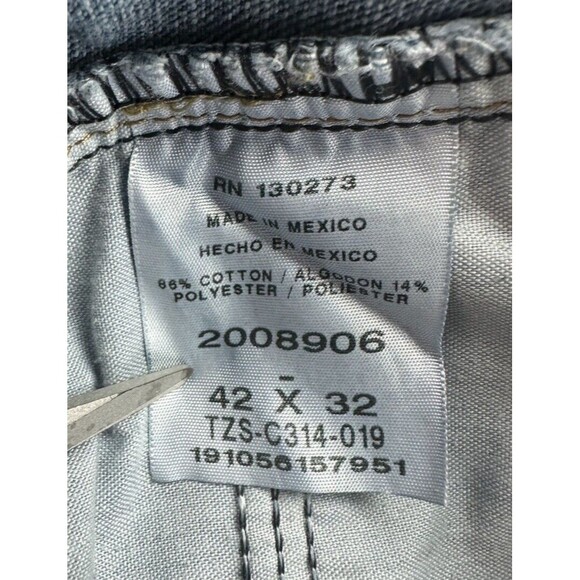 RN 130273
MADE IN MEXICO
HECHO EN MEXICO
86% COTTON / ALGODON 14%
POLYESTER / POLIESTER
2008906
-
42 X 32
TZS-C314-019
191056157951